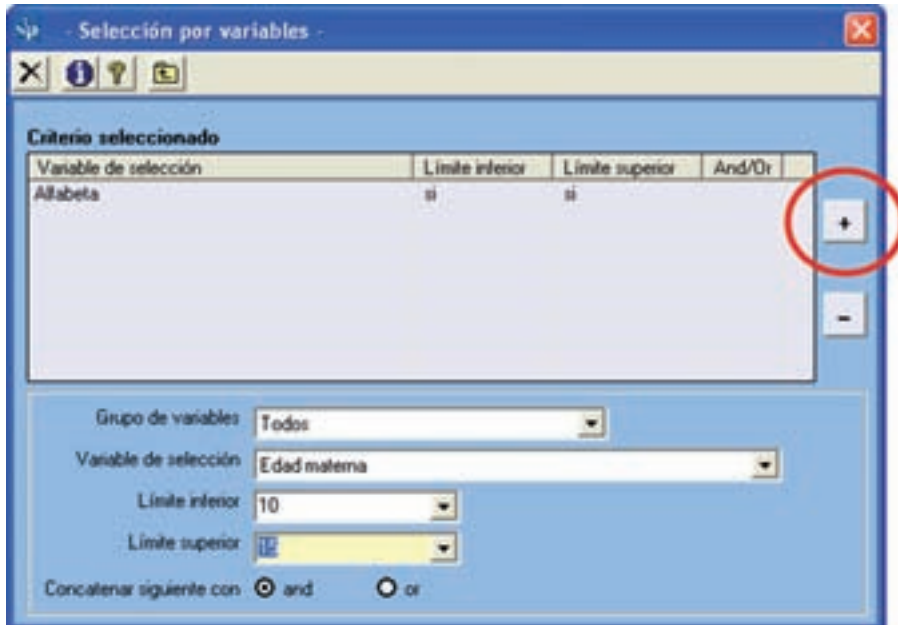 - Selección por variables -
Criterio seleccionado
Variable de selección Límite inferior Límite superior And/Or
Alfabeta si si
+
-
Grupo de variables Todos
Variable de selección Edad materna
Límite inferior 10
Límite superior
Concatenar siguiente con and or